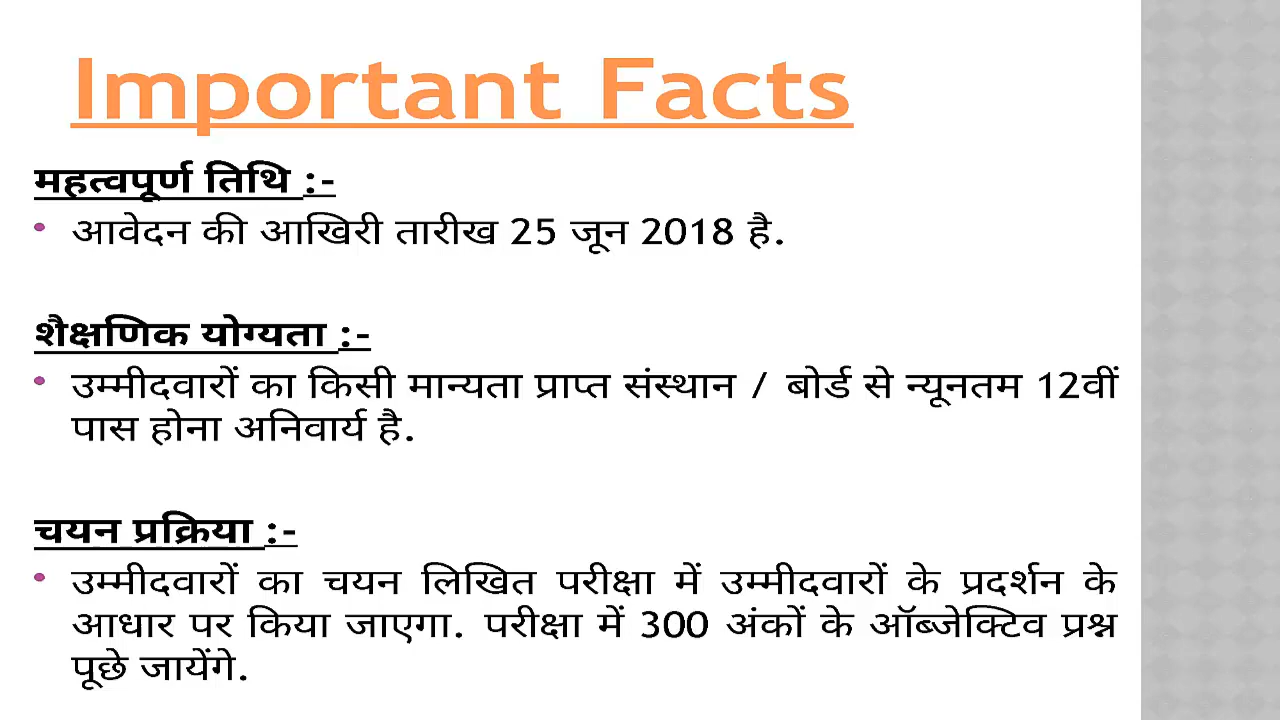 Important Facts
महत्वपूर्ण तिथि :-
• आवेदन की आखिरी तारीख 25 जून 2018 है.
शैक्षणिक योग्यता :-
• उम्मीदवारों का किसी मान्यता प्राप्त संस्थान / बोर्ड से न्यूनतम 12वीं
पास होना अनिवार्य है.
चयन प्रक्रिया :-
• उम्मीदवारों का चयन लिखित परीक्षा में उम्मीदवारों के प्रदर्शन के
आधार पर किया जाएगा. परीक्षा में 300 अंकों के ऑब्जेक्टिव प्रश्न
पूछे जायेंगे.